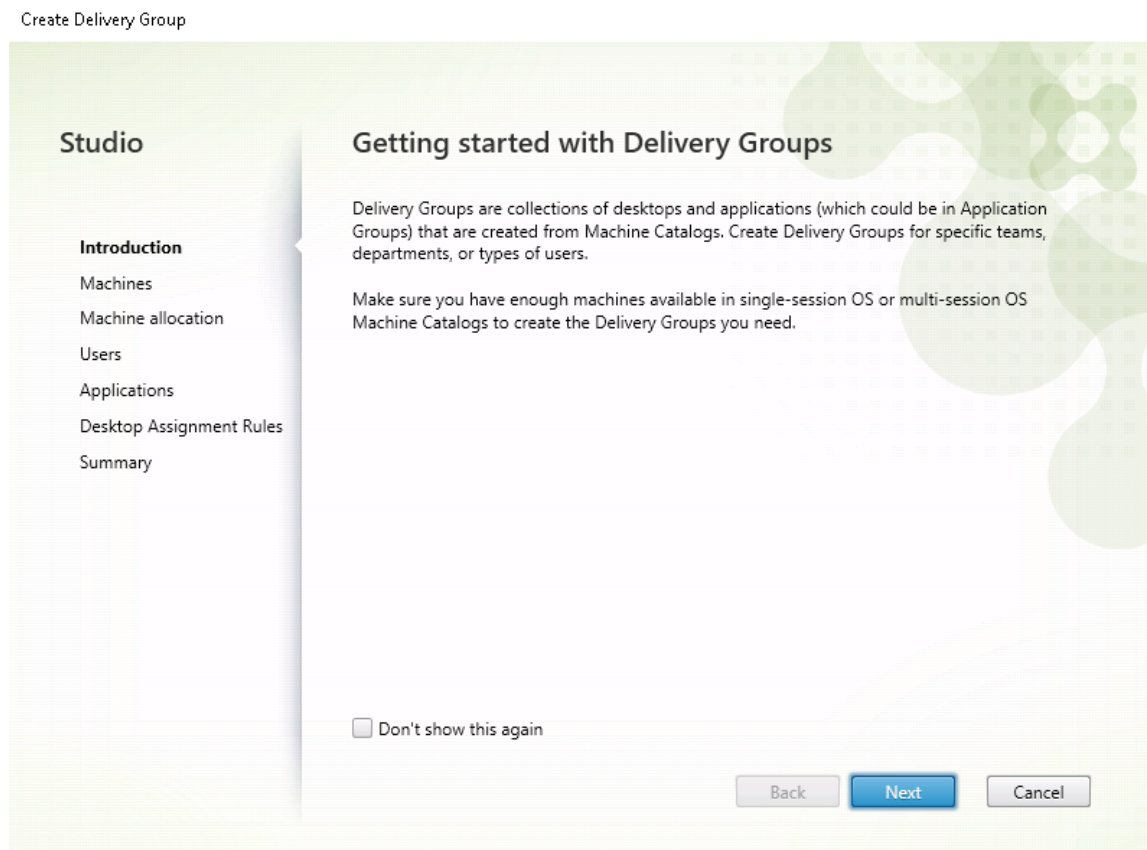 Create Delivery Group
Studio
Introduction
Machines
Machine allocation
Users
Applications
Desktop Assignment Rules
Summary
Getting started with Delivery Groups
Delivery Groups are collections of desktops and applications (which could be in Application
Groups) that are created from Machine Catalogs. Create Delivery Groups for specific teams,
departments, or types of users.
Make sure you have enough machines available in single-session OS or multi-session OS
Machine Catalogs to create the Delivery Groups you need.
Don't show this again
Back
Next
Cancel